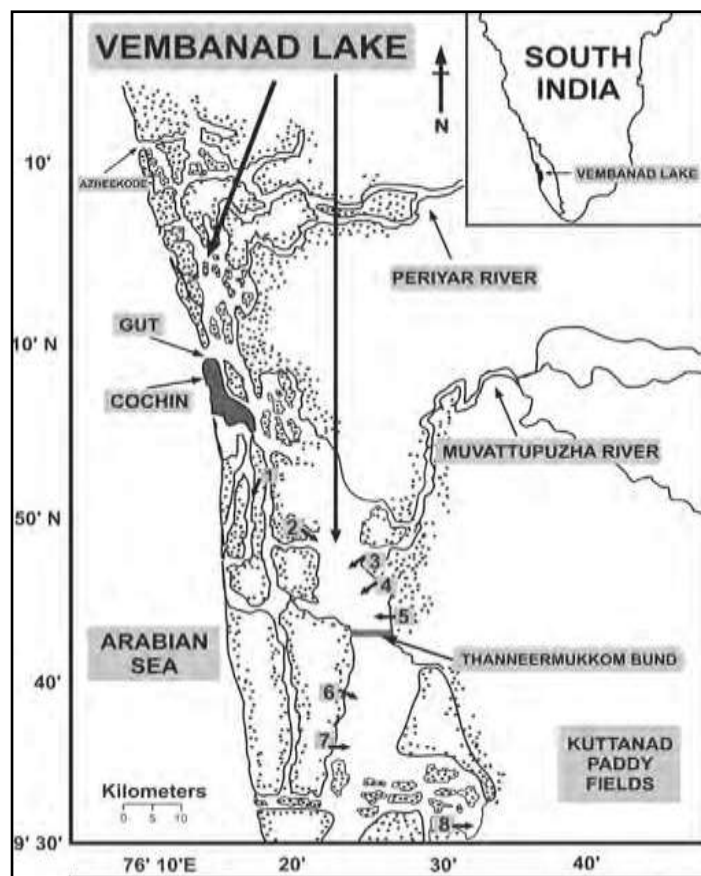 VEMBANAD LAKE
N
SOUTH
INDIA
VEMBANAD LAKE
10'
AZHEEKODE
PERIYAR RIVER
10' N
GUT
COCHIN
MUVATTUPUZHA RIVER
1
50' N
2
3
4
5
ARABIAN
SEA
THANNEERMUKKOM BUND
40'
6
7
KUTTANAD
PADDY
FIELDS
Kilometers
0 5 10
8
9' 30'
76' 10'E 20' 30' 40'